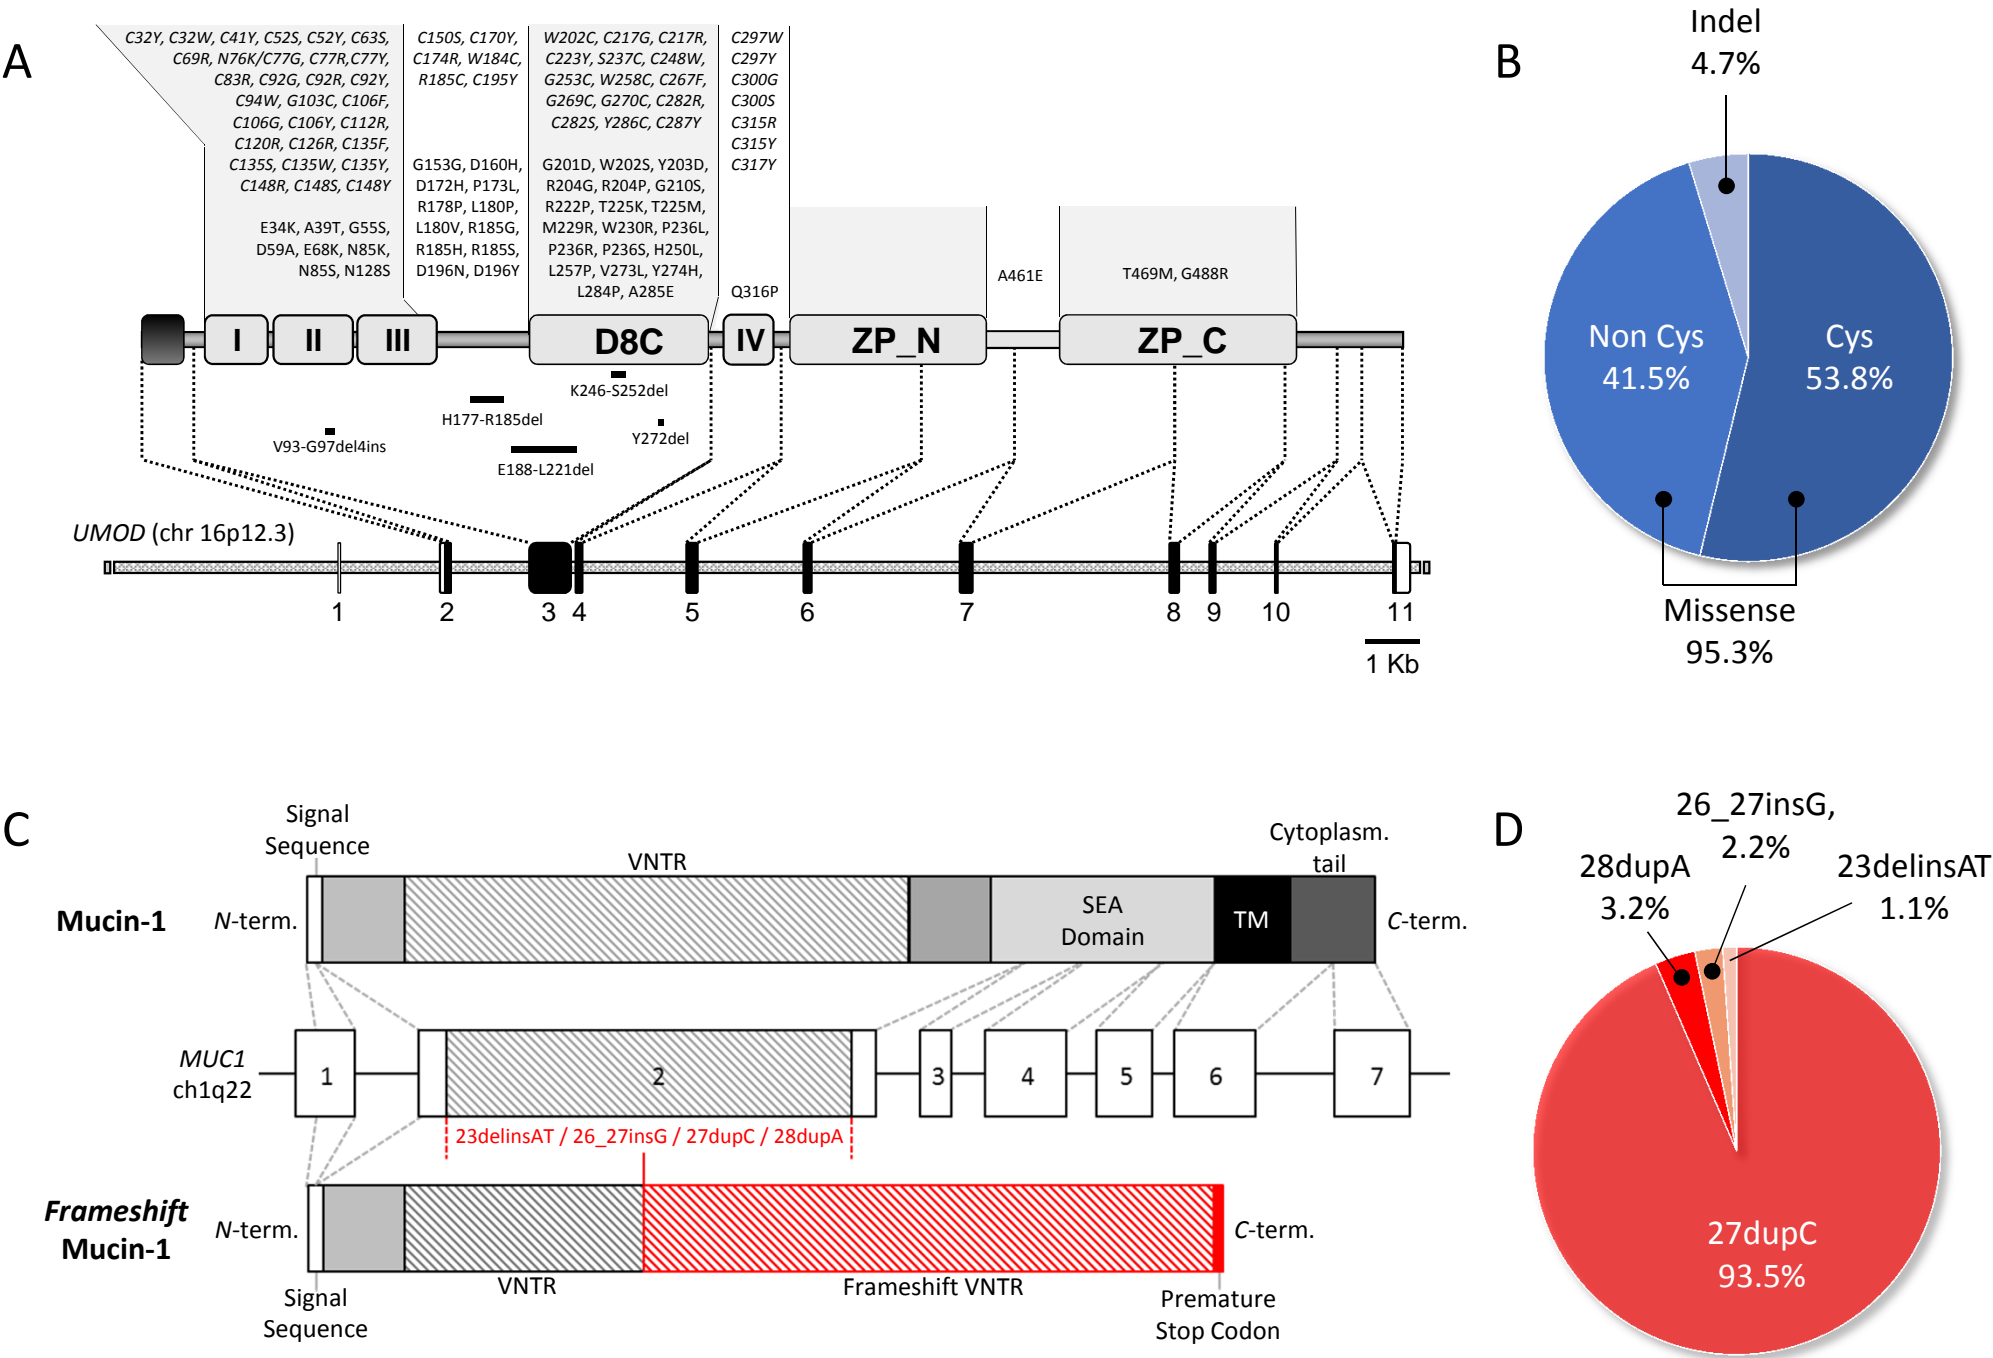 A
C32Y, C32W, C41Y, C52S, C52Y, C63S,
C69R, N76K/C77G, C77R,C77Y,
C83R, C92G, C92R, C92Y,
C94W, G103C, C106F,
C106G, C106Y, C112R,
C120R, C126R, C135F,
C135S, C135W, C135Y,
C148R, C148S, C148Y
E34K, A39T, G55S,
D59A, E68K, N85K,
N85S, N128S
C150S, C170Y,
C174R, W184C,
R185C, C195Y
G153G, D160H,
D172H, P173L,
R178P, L180P,
L180V, R185G,
R185H, R185S,
D196N, D196Y
W202C, C217G, C217R,
C223Y, S237C, C248W,
G253C, W258C, C267F,
G269C, G270C, C282R,
C282S, Y286C, C287Y
G201D, W202S, Y203D,
R204G, R204P, G210S,
R222P, T225K, T225M,
M229R, W230R, P236L,
P236R, P236S, H250L,
L257P, V273L, Y274H,
L284P, A285E
C297W
C297Y
C300G
C300S
C315R
C315Y
C317Y
Q316P
A461E
T469M, G488R
I II III D8C IV ZP_N ZP_C
K246-S252del
H177-R185del
Y272del
V93-G97del4ins
E188-L221del
UMOD (chr 16p12.3)
1 2 3 4 5 6 7 8 9 10 11
1 Kb
B
Indel
4.7%
Non Cys
41.5%
Cys
53.8%
Missense
95.3%
C
Signal
Sequence
VNTR
Cytoplasm.
tail
Mucin-1
N-term.
SEA
Domain
TM
C-term.
MUC1
ch1q22
1 2 3 4 5 6 7
23delinsAT / 26_27insG / 27dupC / 28dupA
Frameshift
Mucin-1
N-term.
C-term.
Signal
Sequence
VNTR
Frameshift VNTR
Premature
Stop Codon
D
26_27insG,
2.2%
28dupA
3.2%
23delinsAT
1.1%
27dupC
93.5%